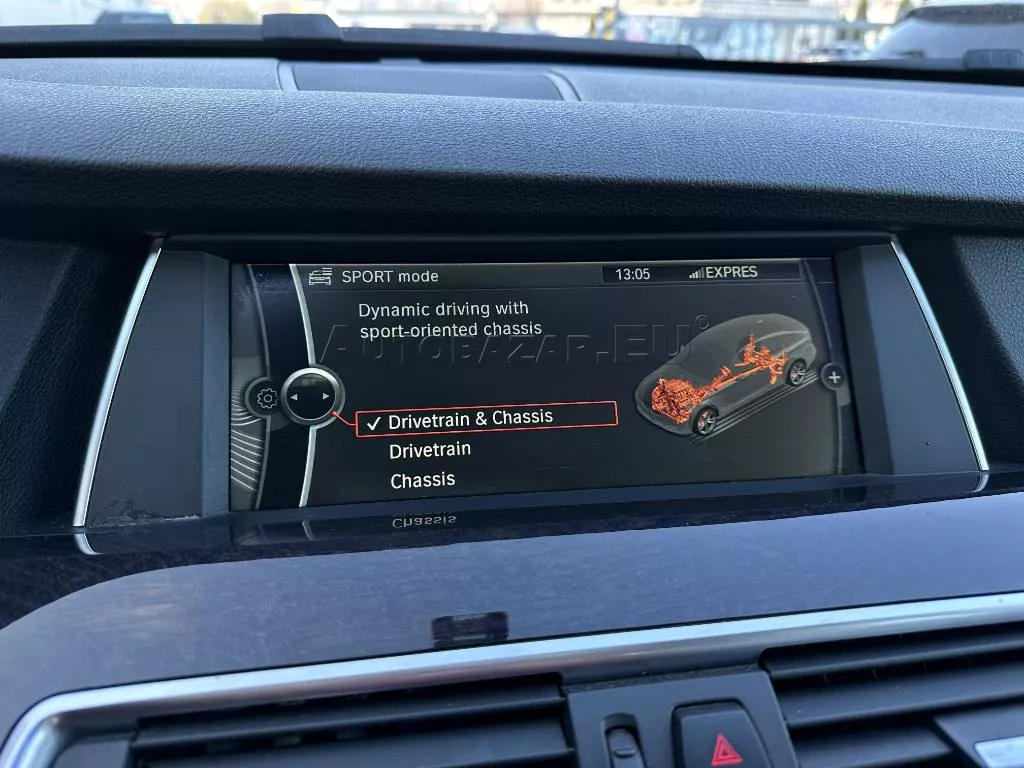 SPORT mode
13:05
EXPRES
Dynamic driving with
sport-oriented chassis
AUTOBAZAR.EU©
✓ Drivetrain & Chassis
Drivetrain
Chassis